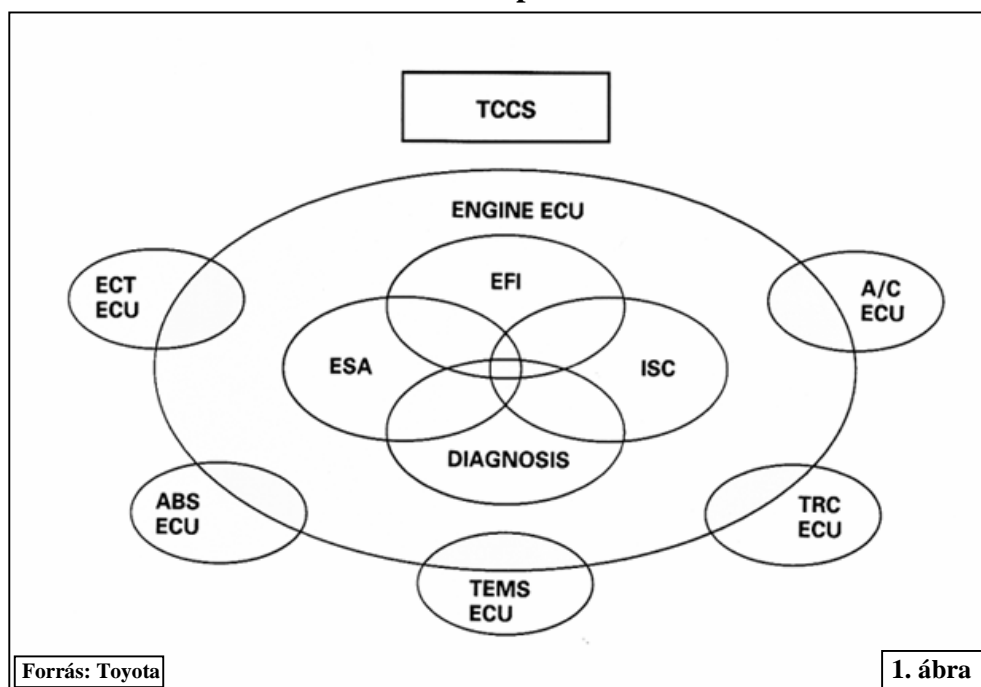 TCCS
ENGINE ECU
EFI
ECT
ECU
A/C
ECU
ESA
ISC
DIAGNOSIS
ABS
ECU
TRC
ECU
TEMS
ECU
Forrás: Toyota
1. ábra